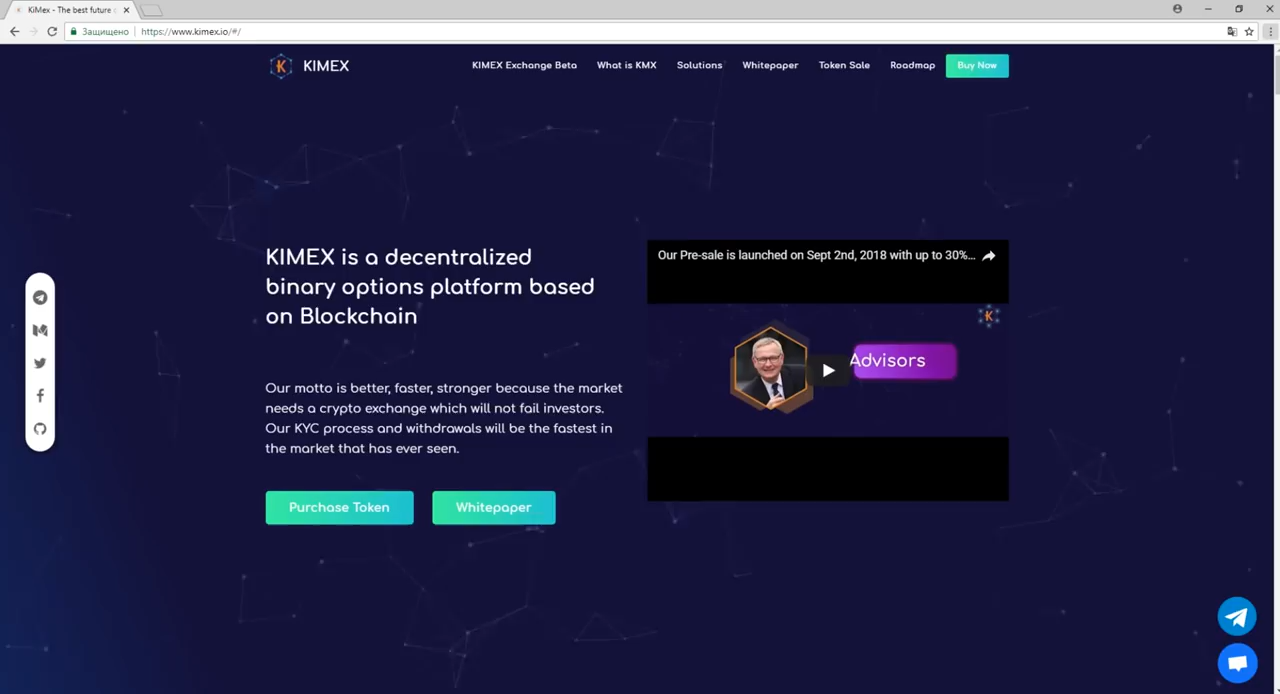 KiMex - The best future
Защищено
https://www.kimex.io/#/
KIMEX
KIMEX Exchange Beta
What is KMX
Solutions
Whitepaper
Token Sale
Roadmap
Buy Now
KIMEX is a decentralized
binary options platform based
on Blockchain
Our motto is better, faster, stronger because the market
needs a crypto exchange which will not fail investors.
Our KYC process and withdrawals will be the fastest in
the market that has ever seen.
Purchase Token
Whitepaper
Our Pre-sale is launched on Sept 2nd, 2018 with up to 30%...
K
Advisors